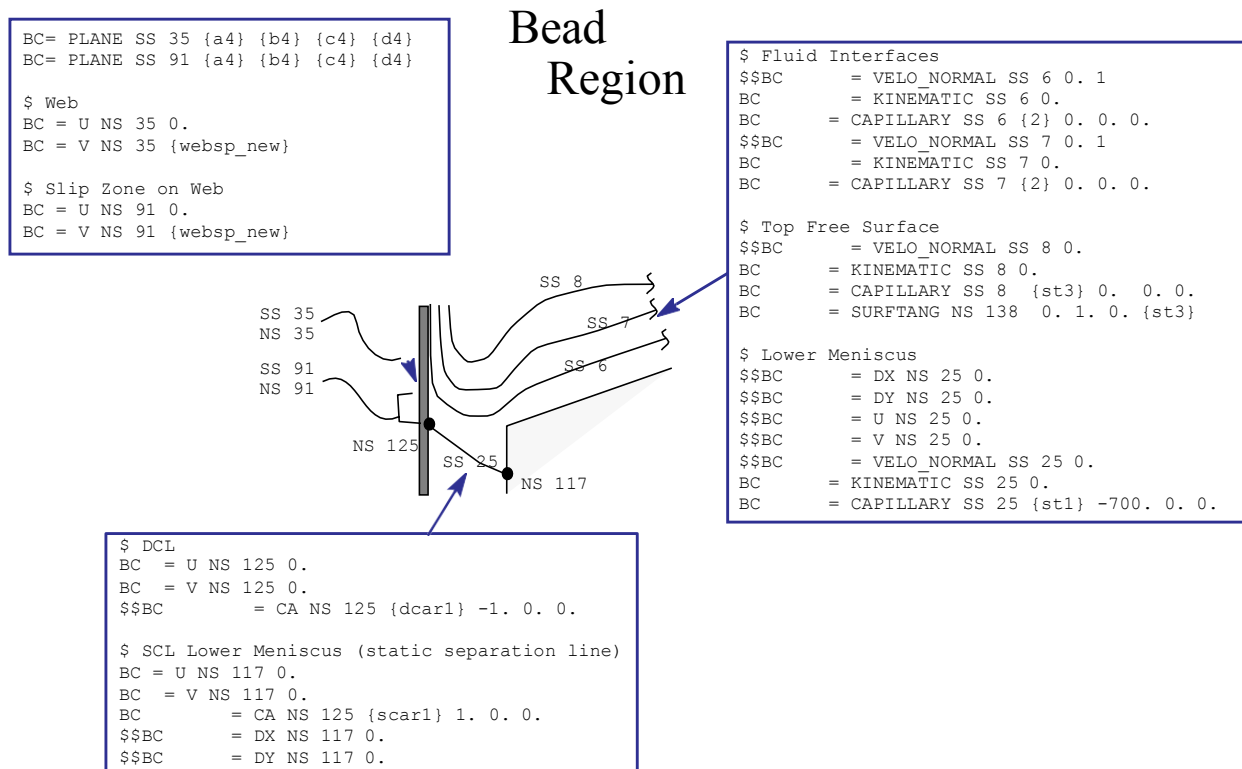 Bead
Region
BC= PLANE SS 35 {a4} {b4} {c4} {d4}
BC= PLANE SS 91 {a4} {b4} {c4} {d4}
$ Web
BC = U NS 35 0.
BC = V NS 35 {websp_new}
$ Slip Zone on Web
BC = U NS 91 0.
BC = V NS 91 {websp_new}
$ Fluid Interfaces
$$BC = VELO_NORMAL SS 6 0. 1
BC = KINEMATIC SS 6 0.
BC = CAPILLARY SS 6 {2} 0. 0. 0.
$$BC = VELO_NORMAL SS 7 0. 1
BC = KINEMATIC SS 7 0.
BC = CAPILLARY SS 7 {2} 0. 0. 0.
$ Top Free Surface
$$BC = VELO_NORMAL SS 8 0.
BC = KINEMATIC SS 8 0.
BC = CAPILLARY SS 8 {st3} 0. 0. 0.
BC = SURFTANG NS 138 0. 1. 0. {st3}
$ Lower Meniscus
$$BC = DX NS 25 0.
$$BC = DY NS 25 0.
$$BC = U NS 25 0.
$$BC = V NS 25 0.
$$BC = VELO_NORMAL SS 25 0.
BC = KINEMATIC SS 25 0.
BC = CAPILLARY SS 25 {st1} -700. 0. 0.
SS 8
SS 35
NS 35
SS 7
SS 91
NS 91
SS 6
NS 125
SS 25
NS 117
$ DCL
BC = U NS 125 0.
BC = V NS 125 0.
$$BC = CA NS 125 {dcar1} -1. 0. 0.
$ SCL Lower Meniscus (static separation line)
BC = U NS 117 0.
BC = V NS 117 0.
BC = CA NS 125 {scar1} 1. 0. 0.
$$BC = DX NS 117 0.
$$BC = DY NS 117 0.